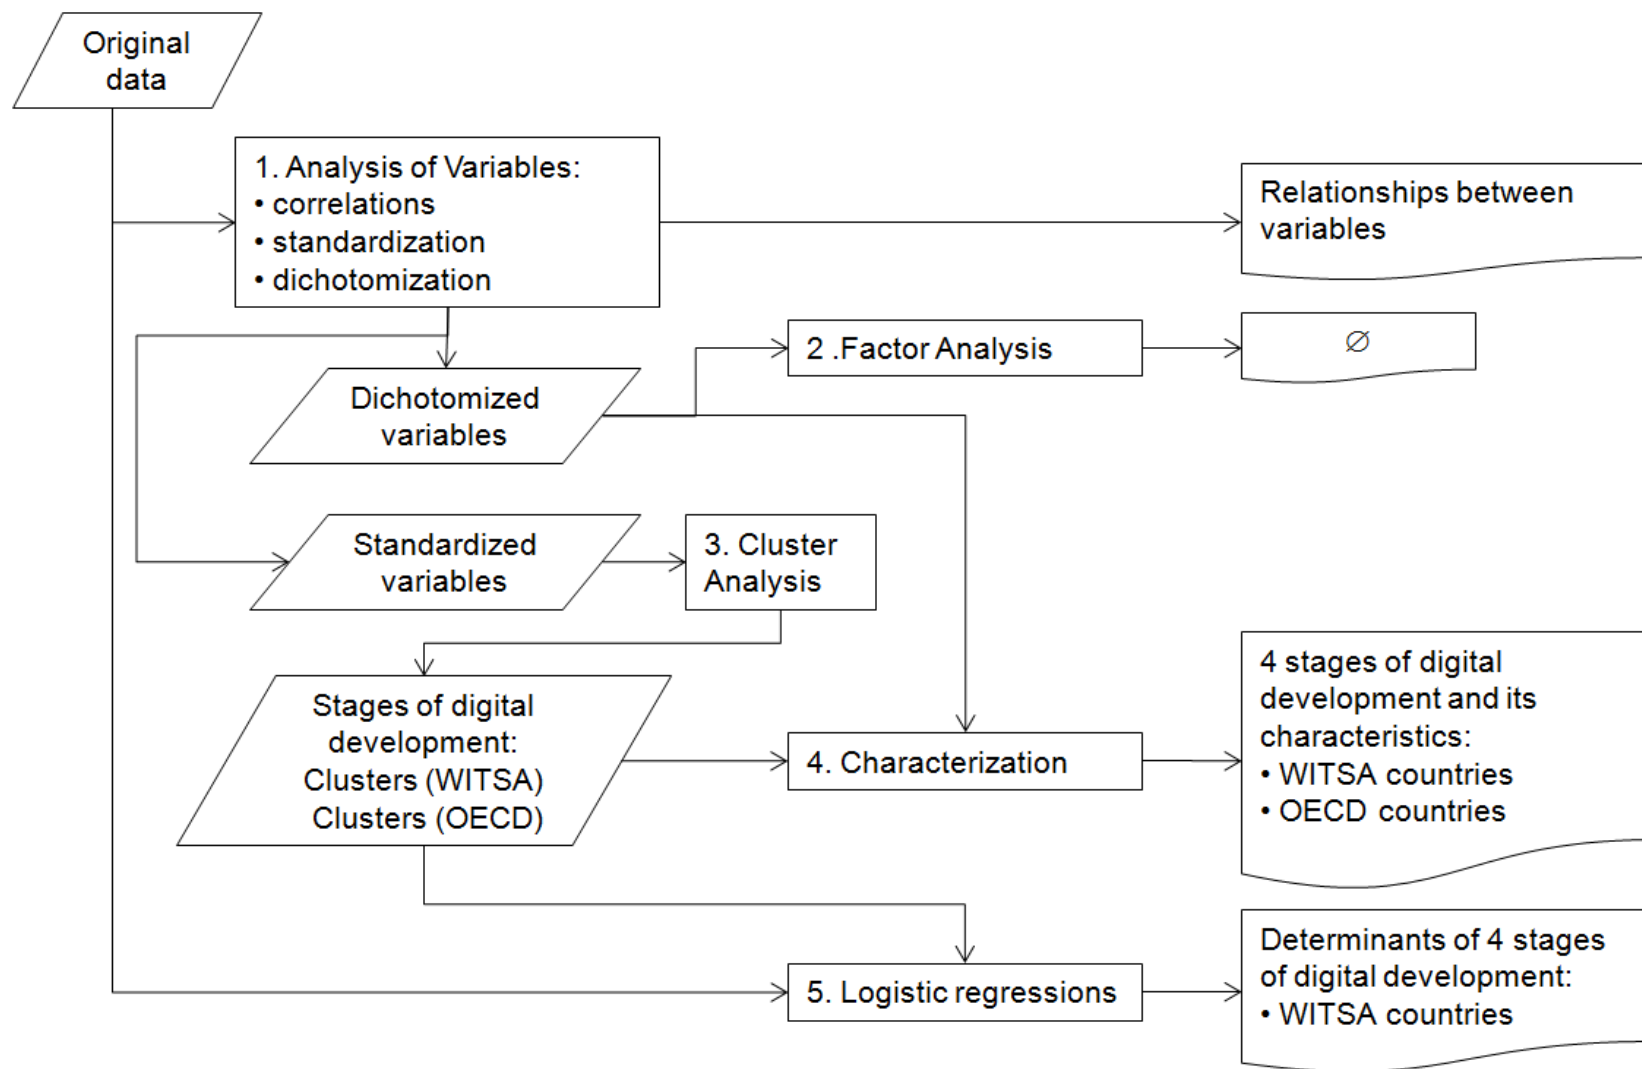 Original
data
1. Analysis of Variables:
• correlations
• standardization
• dichotomization
Relationships between
variables
2 .Factor Analysis
∅
Dichotomized
variables
Standardized
variables
3. Cluster
Analysis
Stages of digital
development:
Clusters (WITSA)
Clusters (OECD)
4. Characterization
4 stages of digital
development and its
characteristics:
• WITSA countries
• OECD countries
5. Logistic regressions
Determinants of 4 stages
of digital development:
• WITSA countries